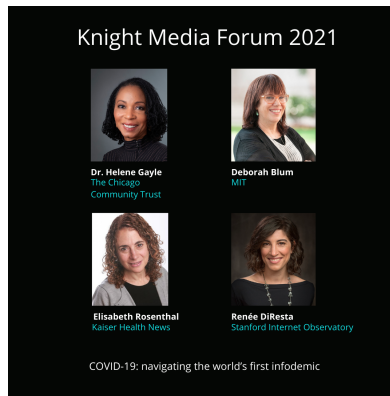 Knight Media Forum 2021
Dr. Helene Gayle
The Chicago
Community Trust
Deborah Blum
MIT
Elisabeth Rosenthal
Kaiser Health News
Renée DiResta
Stanford Internet Observatory
COVID-19: navigating the world's first infodemic